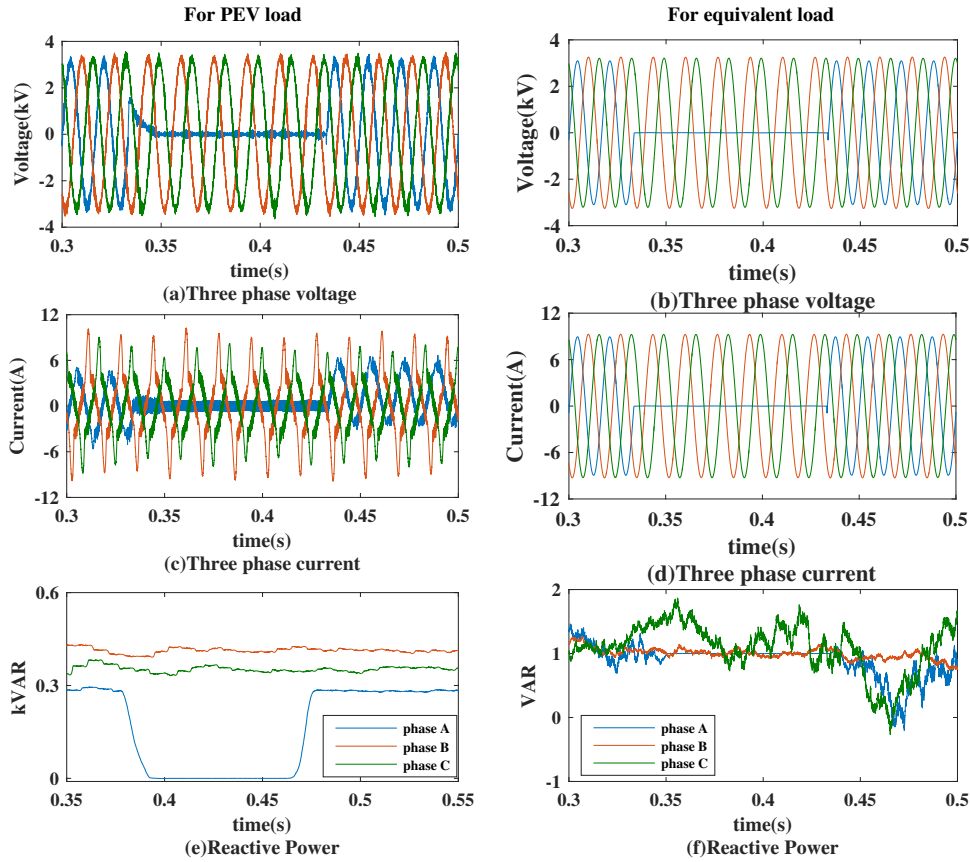 For PEV load
For equivalent load
4
2
0
-2
-4
Voltage(kV)
0.3
0.35
0.4
0.45
0.5
time(s)
(a)Three phase voltage
4
2
0
-2
-4
Voltage(kV)
0.3
0.35
0.4
0.45
0.5
time(s)
(b)Three phase voltage
12
6
0
-6
-12
Current(A)
0.3
0.35
0.4
0.45
0.5
time(s)
(c)Three phase current
12
6
0
-6
-12
Current(A)
0.3
0.35
0.4
0.45
0.5
time(s)
(d)Three phase current
0.6
0.3
0
kVAR
phase A
phase B
phase C
0.35
0.4
0.45
0.5
0.55
time(s)
(e)Reactive Power
2
1
0
-1
VAR
phase A
phase B
phase C
0.3
0.35
0.4
0.45
0.5
time(s)
(f)Reactive Power